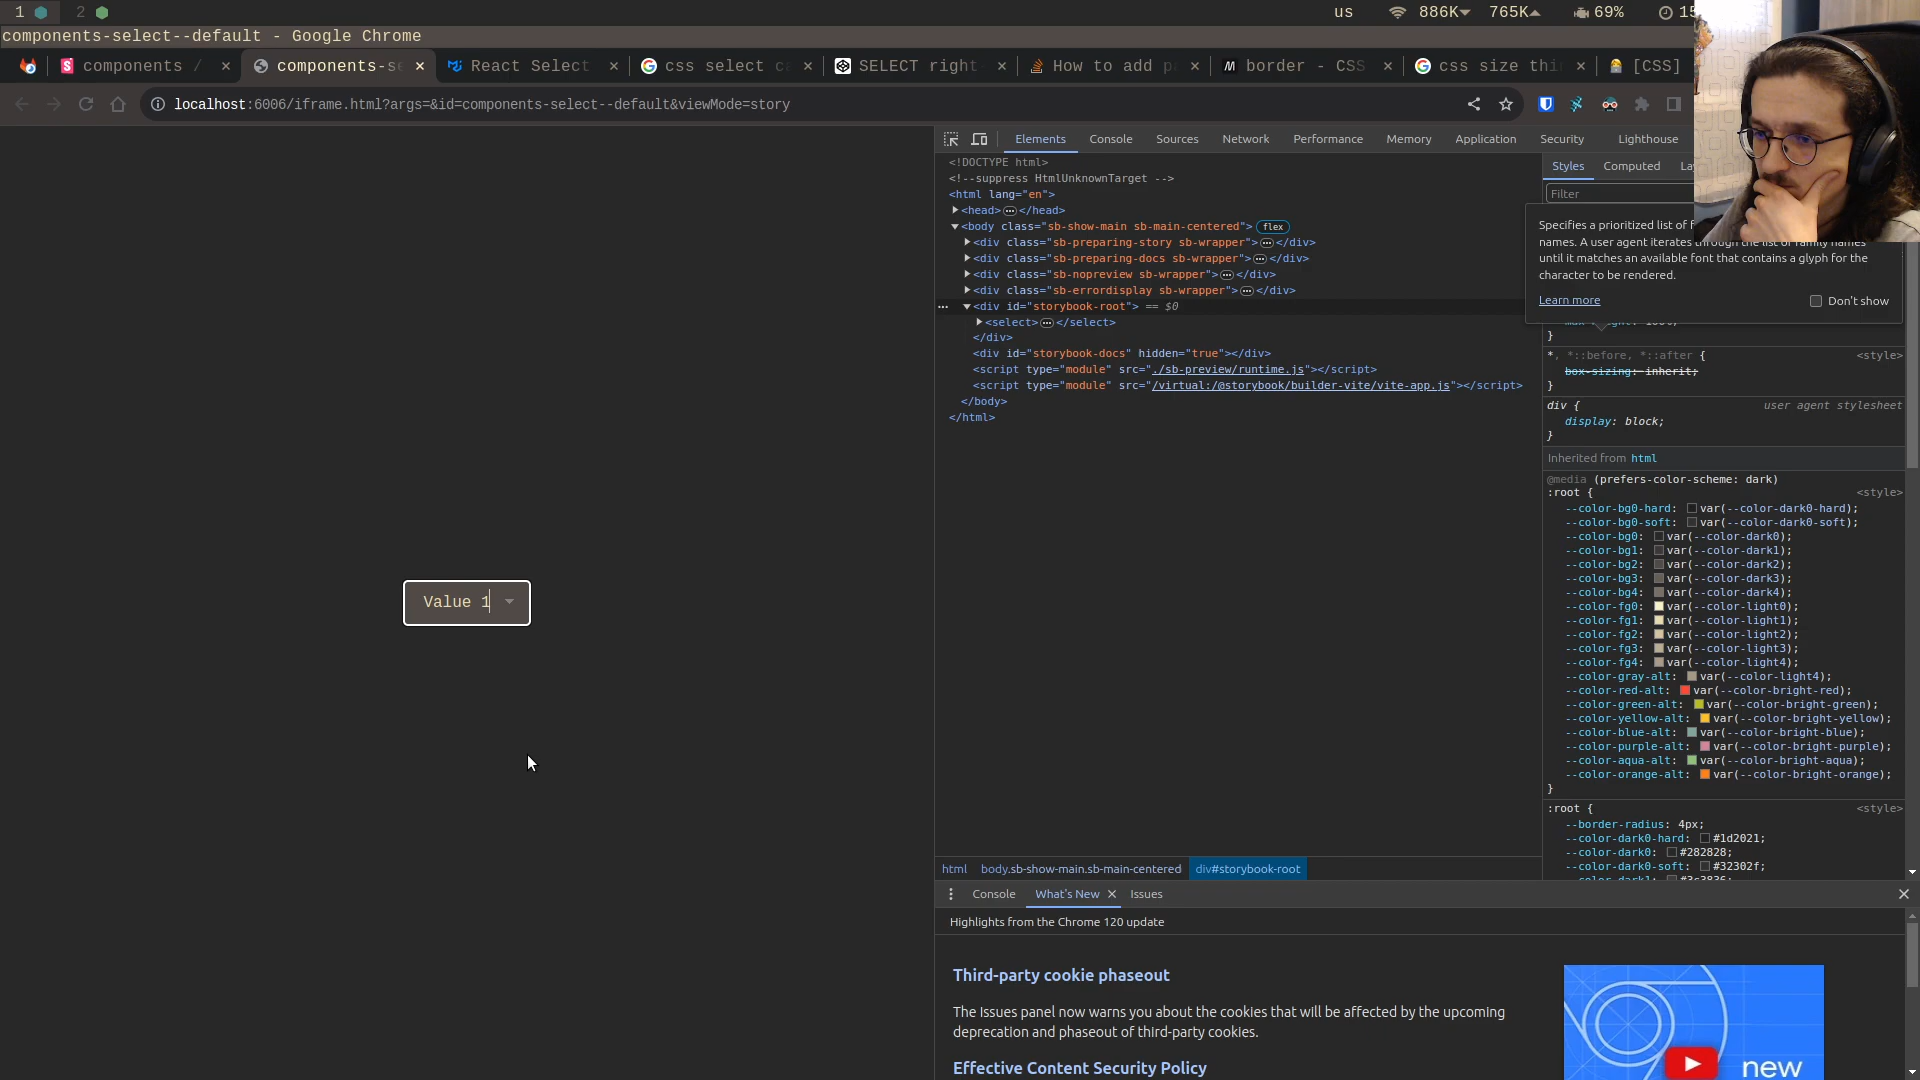 1 2 us 886K 765K 69% 15
components-select--default - Google Chrome
components / × components-s × React Select × css select c × SELECT right × How to add p × border - CSS × css size thi × [CSS]
localhost:6006/iframe.html?args=&id=components-select--default&viewMode=story
Elements Console Sources Network Performance Memory Application Security Lighthouse
<!DOCTYPE html>
<!--suppress HtmlUnknownTarget -->
<html lang="en">
<head>…</head>
<body class="sb-show-main sb-main-centered"> flex
<div class="sb-preparing-story sb-wrapper">…</div>
<div class="sb-preparing-docs sb-wrapper">…</div>
<div class="sb-nopreview sb-wrapper">…</div>
<div class="sb-errordisplay sb-wrapper">…</div>
… <div id="storybook-root"> == $0
<select>…</select>
</div>
<div id="storybook-docs" hidden="true"></div>
<script type="module" src="./sb-preview/runtime.js"></script>
<script type="module" src="/virtual:/@storybook/builder-vite/vite-app.js"></script>
</body>
</html>
Value 1
html body.sb-show-main.sb-main-centered div#storybook-root
Styles Computed La
Filter
Specifies a prioritized list of f
names. A user agent iterates through the list of family names
until it matches an available font that contains a glyph for the
character to be rendered.
Learn more Don't show
}
*, *::before, *::after { <style>
box-sizing: inherit;
}
div { user agent stylesheet
display: block;
}
Inherited from html
@media (prefers-color-scheme: dark)
:root { <style>
--color-bg0-hard: var(--color-dark0-hard);
--color-bg0-soft: var(--color-dark0-soft);
--color-bg0: var(--color-dark0);
--color-bg1: var(--color-dark1);
--color-bg2: var(--color-dark2);
--color-bg3: var(--color-dark3);
--color-bg4: var(--color-dark4);
--color-fg0: var(--color-light0);
--color-fg1: var(--color-light1);
--color-fg2: var(--color-light2);
--color-fg3: var(--color-light3);
--color-fg4: var(--color-light4);
--color-gray-alt: var(--color-light4);
--color-red-alt: var(--color-bright-red);
--color-green-alt: var(--color-bright-green);
--color-yellow-alt: var(--color-bright-yellow);
--color-blue-alt: var(--color-bright-blue);
--color-purple-alt: var(--color-bright-purple);
--color-aqua-alt: var(--color-bright-aqua);
--color-orange-alt: var(--color-bright-orange);
}
:root { <style>
--border-radius: 4px;
--color-dark0-hard: #1d2021;
--color-dark0: #282828;
--color-dark0-soft: #32302f;
--color-dark1: #3c3836;
Console What's New × Issues
Highlights from the Chrome 120 update
Third-party cookie phaseout
The Issues panel now warns you about the cookies that will be affected by the upcoming
deprecation and phaseout of third-party cookies.
Effective Content Security Policy
new